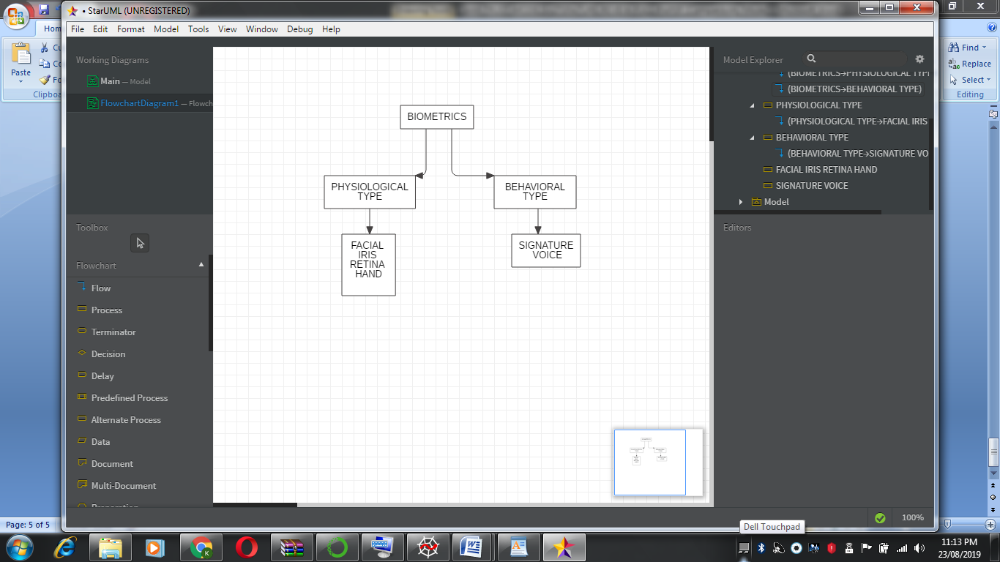 • StarUML (UNREGISTERED)
File Edit Format Model Tools View Window Debug Help
Paste
Clipboa
Working Diagrams
Main — Model
FlowchartDiagram1 — Flowch
Toolbox
Flowchart
Flow
Process
Terminator
Decision
Delay
Predefined Process
Alternate Process
Data
Document
Multi-Document
Preparation
BIOMETRICS
PHYSIOLOGICAL
TYPE
BEHAVIORAL
TYPE
FACIAL
IRIS
RETINA
HAND
SIGNATURE
VOICE
Model Explorer
(BIOMETRICS→PHYSIOLOGICAL TYP
(BIOMETRICS→BEHAVIORAL TYPE)
PHYSIOLOGICAL TYPE
(PHYSIOLOGICAL TYPE→FACIAL IRIS
BEHAVIORAL TYPE
(BEHAVIORAL TYPE→SIGNATURE VO
FACIAL IRIS RETINA HAND
SIGNATURE VOICE
Model
Editors
Find
Replace
Select
Editing
100%
Page: 5 of 5
Dell Touchpad
11:13 PM
23/08/2019